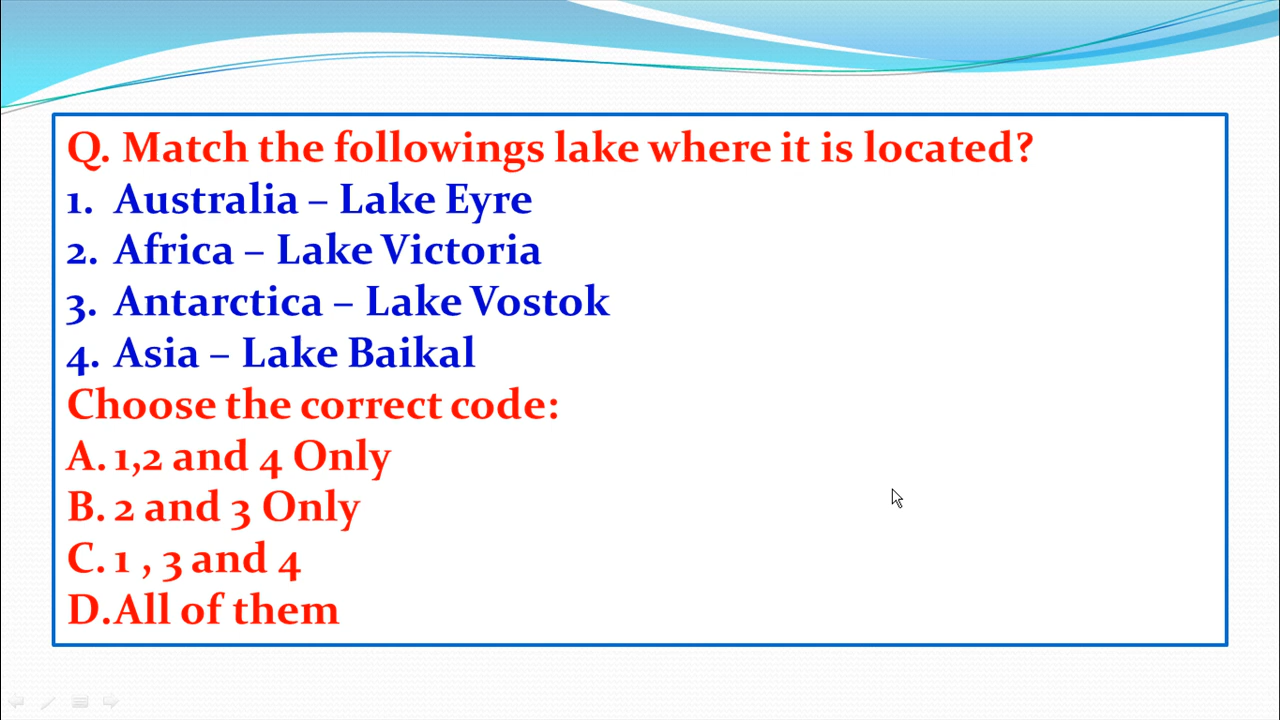 Q. Match the followings lake where it is located?
1. Australia – Lake Eyre
2. Africa – Lake Victoria
3. Antarctica – Lake Vostok
4. Asia – Lake Baikal
Choose the correct code:
A. 1,2 and 4 Only
B. 2 and 3 Only
C. 1 , 3 and 4
D.All of them